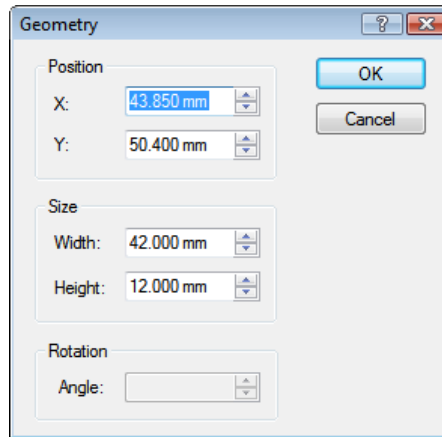 Geometry
Position
X: 43.850 mm
Y: 50.400 mm
OK
Cancel
Size
Width: 42.000 mm
Height: 12.000 mm
Rotation
Angle: